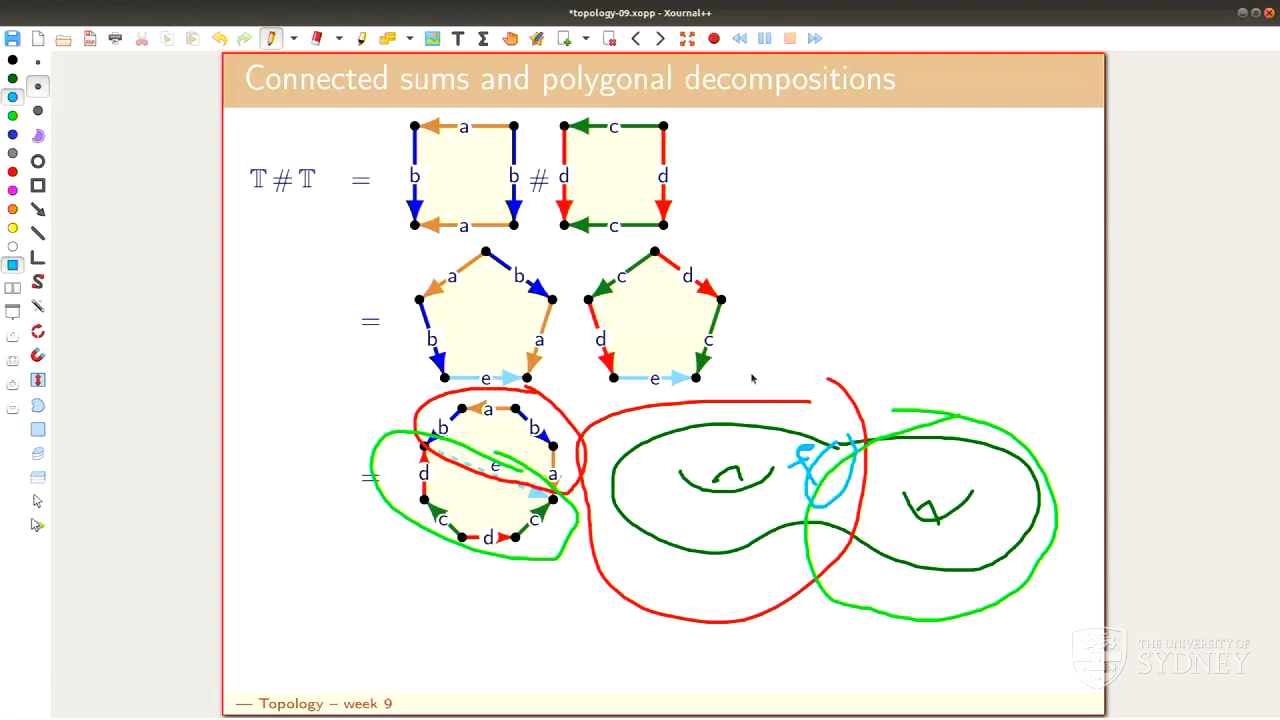 *topology-09.xopp - Xournal++
Connected sums and polygonal decompositions
a c
𝕋 # 𝕋 = b b # d d
a c
a b c d
= b a d c
e e
a
b b
e
= d a
c c
d
e
THE UNIVERSITY OF
SYDNEY
— Topology – week 9